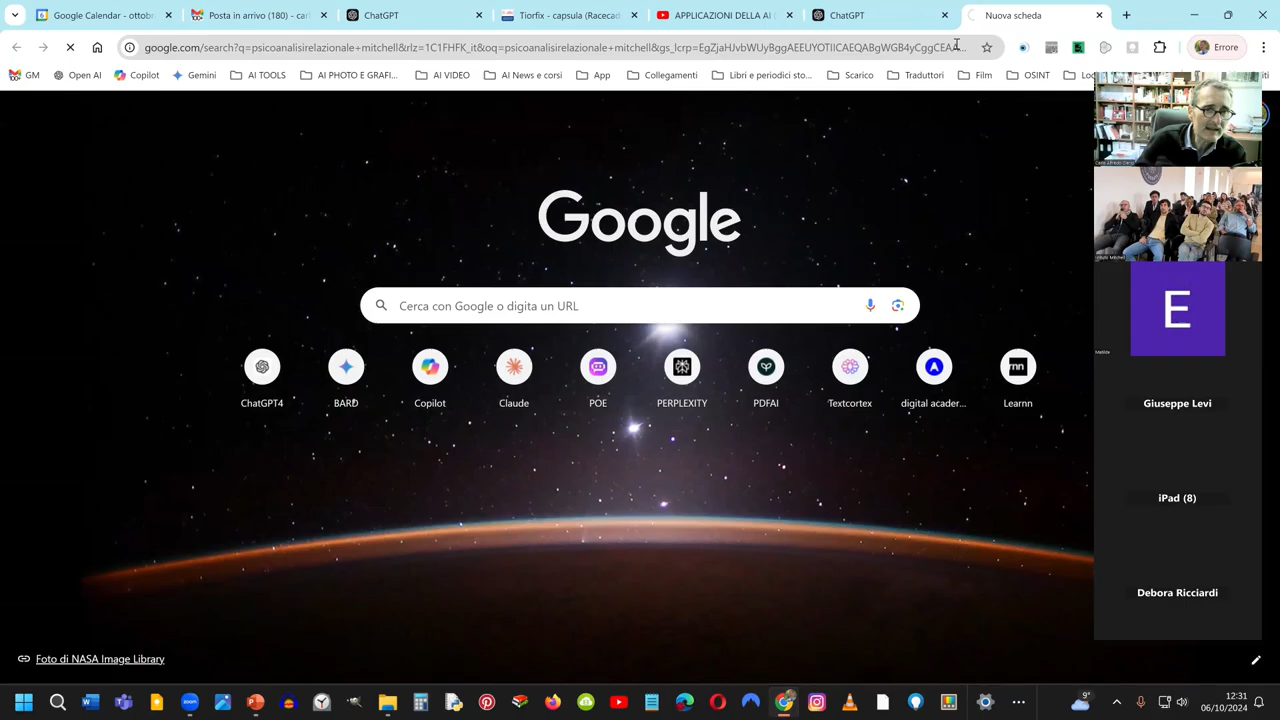 Google Calendar - ottob
Posta in arrivo (180) - carl
ChatGPT
Tiorfix - capsula (Racecad
APPLICAZIONI DELLA AI (
ChatGPT
Nuova scheda
google.com/search?q=psicoanalisirelazionale+mitchell&rlz=1C1FHFK_it&oq=psicoanalisirelazionale+mitchell&gs_lcrp=EgZjaHJvbWUyBggAEEUYOTIICAEQABgWGB4yCggCEAA...
Errore
GM
Open AI
Copilot
Gemini
AI TOOLS
AI PHOTO E GRAFI...
AI VIDEO
AI News e corsi
App
Collegamenti
Libri e periodici sto...
Scarico
Traduttori
Film
OSINT
Google
Cerca con Google o digita un URL
ChatGPT4
BARD
Copilot
Claude
POE
PERPLEXITY
PDFAI
Textcortex
digital acader...
Learnn
E
Matilde
Giuseppe Levi
iPad (8)
Debora Ricciardi
Foto di NASA Image Library
9°
12:31
06/10/2024